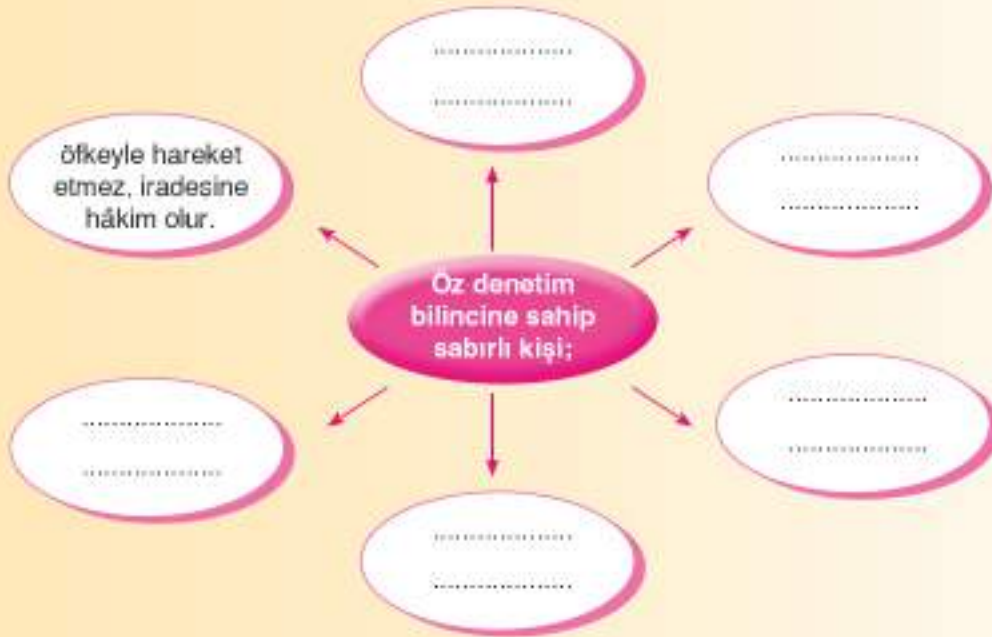 öfkeyle hareket
etmez, iradesine
hâkim olur.
Öz denetim
bilincine sahip
sabırlı kişi;